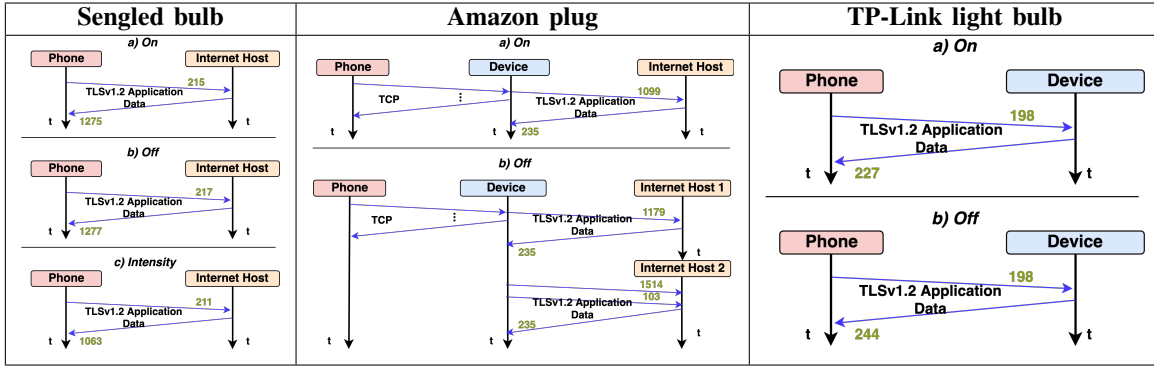 Sengled bulb
a) On
Phone
Internet Host
215
TLSv1.2 Application
Data
1275
t
t
b) Off
Phone
Internet Host
217
TLSv1.2 Application
Data
1277
t
t
c) Intensity
Phone
Internet Host
211
TLSv1.2 Application
Data
1063
t
t
Amazon plug
a) On
Phone
Device
Internet Host
1099
TCP
...
TLSv1.2 Application
Data
235
t
t
t
b) Off
Phone
Device
Internet Host 1
1179
TCP
...
TLSv1.2 Application
Data
235
t
Internet Host 2
1514
103
TLSv1.2 Application
Data
235
t
t
t
TP-Link light bulb
a) On
Phone
Device
198
TLSv1.2 Application
Data
227
t
t
b) Off
Phone
Device
198
TLSv1.2 Application
Data
244
t
t